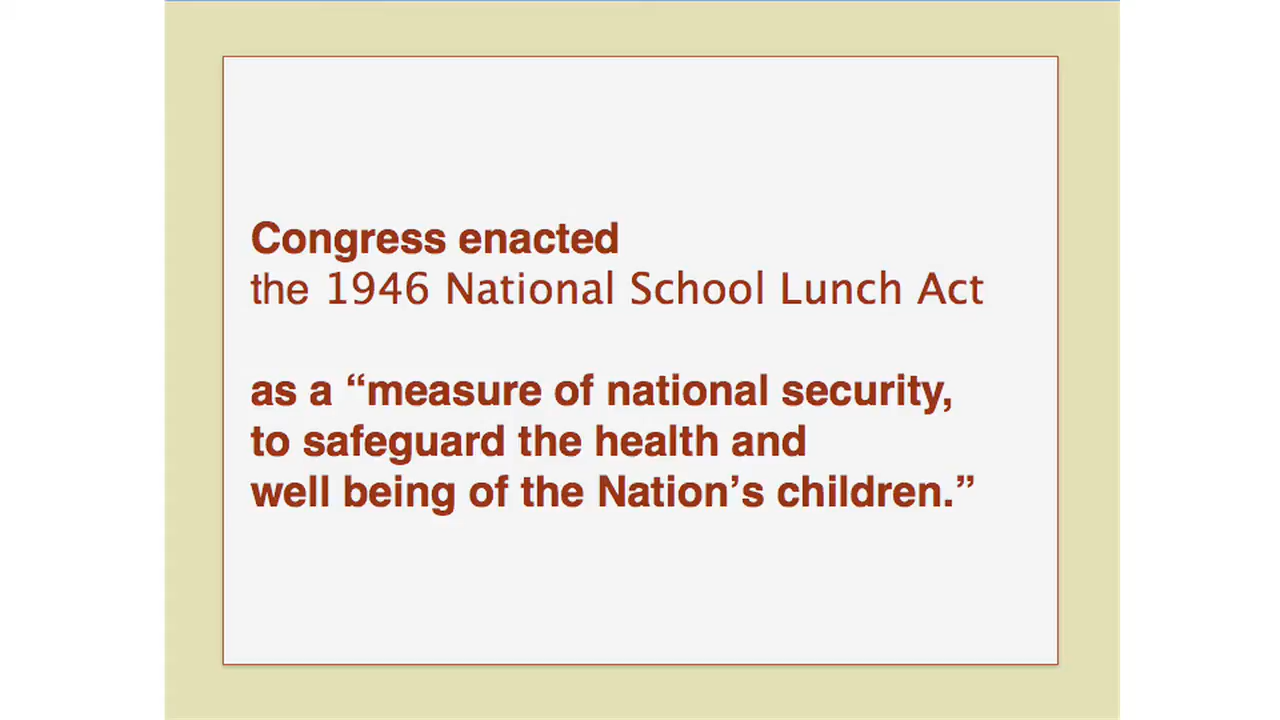 Congress enacted
the 1946 National School Lunch Act
as a “measure of national security,
to safeguard the health and
well being of the Nation’s children.”